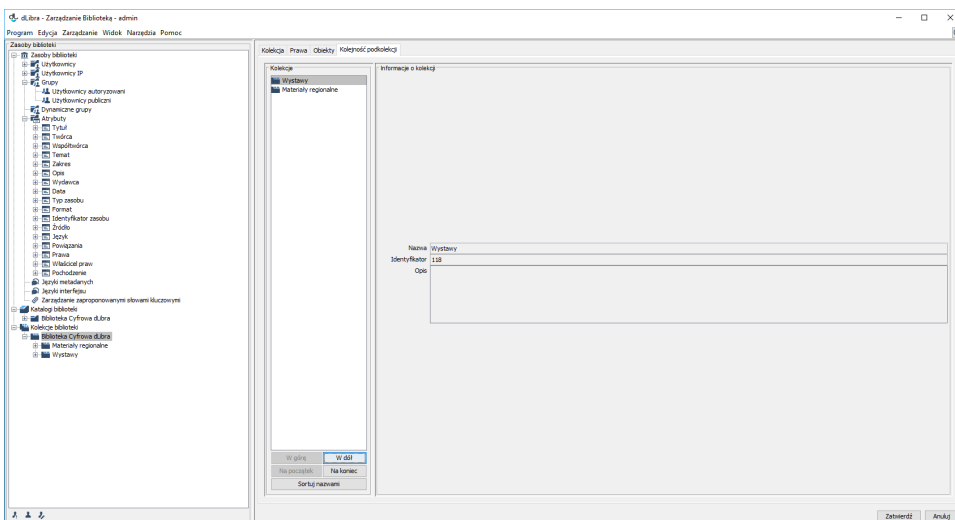 dLibra - Zarządzanie Biblioteką - admin
Program Edycja Zarządzanie Widok Narzędzia Pomoc
Zasoby biblioteki
Zasoby biblioteki
Użytkownicy
Użytkownicy IP
Grupy
Użytkownicy autoryzowani
Użytkownicy publiczni
Dynamiczne grupy
Atrybuty
Tytuł
Twórca
Współtwórca
Temat
Zakres
Opis
Wydawca
Data
Typ zasobu
Format
Identyfikator zasobu
Źródło
Język
Powiązania
Prawa
Właściciel praw
Pochodzenie
Języki metadanych
Języki interfejsu
Zarządzanie zaproponowanymi słowami kluczowymi
Katalogi biblioteki
Biblioteka Cyfrowa dLibra
Kolekcje biblioteki
Biblioteka Cyfrowa dLibra
Materiały regionalne
Wystawy
Kolekcja Prawa Obiekty Kolejność podkolekcji
Kolekcje
Wystawy
Materiały regionalne
W górę W dół
Na początek Na koniec
Sortuj nazwami
Informacje o kolekcji
Nazwa Wystawy
Identyfikator 118
Opis
Zatwierdź Anuluj